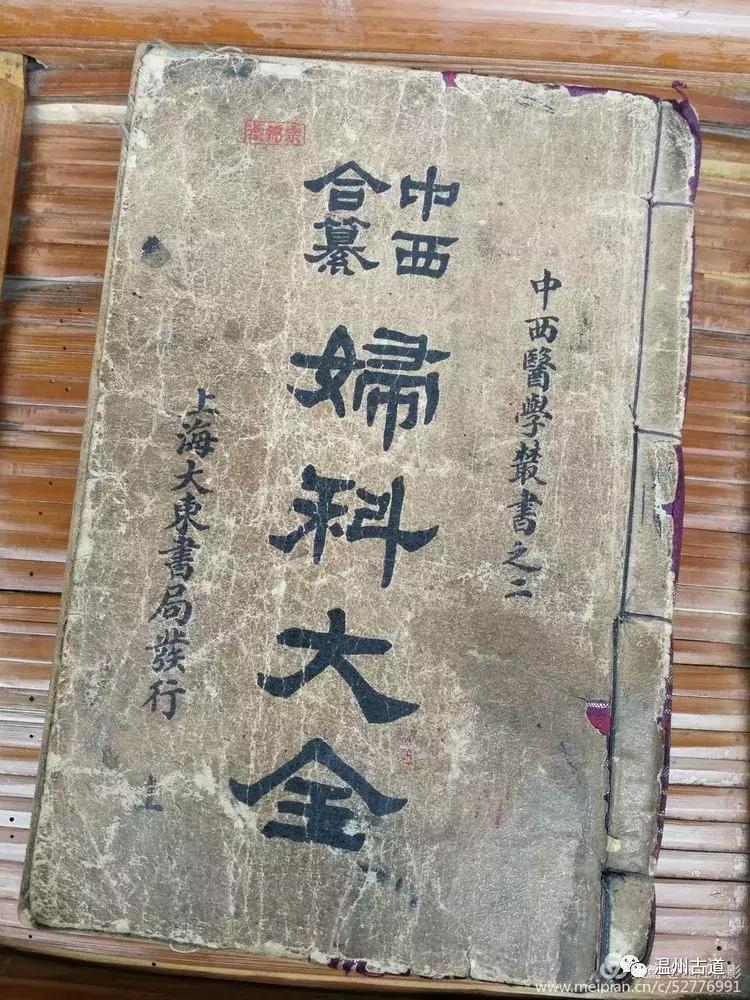 中西醫學叢書之二
中西
合纂
婦科大全
上海大東書局發行
温州古道
www.meipian.cn/c/52776991